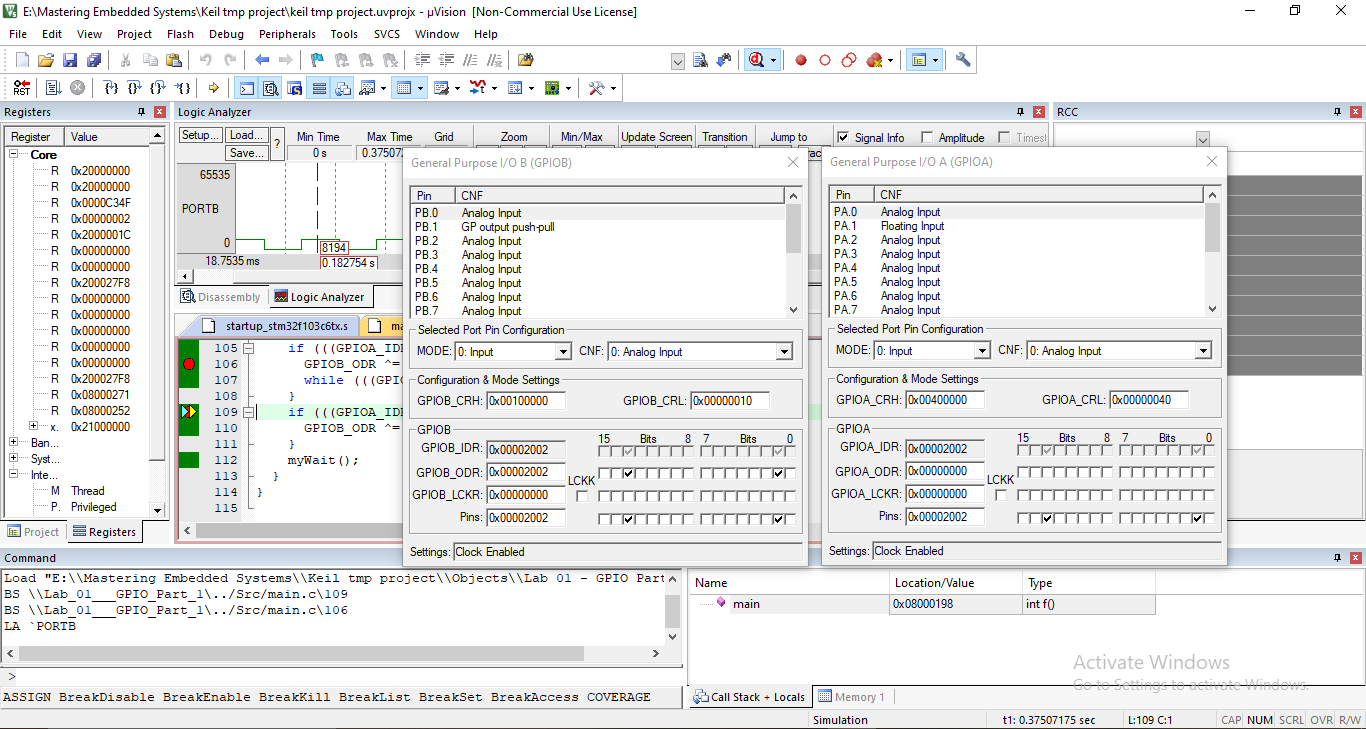 E:\Mastering Embedded Systems\Keil tmp project\keil tmp project.uvprojx - µVision [Non-Commercial Use License]
File Edit View Project Flash Debug Peripherals Tools SVCS Window Help
RST
Registers
Register Value
Core
R 0x20000000
R 0x20000000
R 0x0000C34F
R 0x00000002
R 0x2000001C
R 0x00000000
R 0x00000000
R 0x200027F8
R 0x00000000
R 0x00000000
R 0x00000000
R 0x00000000
R 0x00000000
R 0x200027F8
R 0x08000271
R 0x08000252
x. 0x21000000
Ban...
Syst...
Inte...
M Thread
P. Privileged
Project Registers
Logic Analyzer
Setup... Load... ? Min Time Max Time Grid Zoom Min/Max Update Screen Transition Jump to Signal Info Amplitude
Save... 0 s 0.37507
65535
PORTB
0
8194
18.7535 ms 0.182754 s
Disassembly Logic Analyzer
startup_stm32f103c6tx.s ma
105 if (((GPIOA_ID
106 GPIOB_ODR ^=
107 while (((GPI
108 }
109 if (((GPIOA_ID
110 GPIOB_ODR ^=
111 }
112 myWait();
113 }
114 }
115
General Purpose I/O B (GPIOB)
Pin CNF
PB.0 Analog Input
PB.1 GP output push-pull
PB.2 Analog Input
PB.3 Analog Input
PB.4 Analog Input
PB.5 Analog Input
PB.6 Analog Input
PB.7 Analog Input
Selected Port Pin Configuration
MODE: 0: Input CNF: 0: Analog Input
Configuration & Mode Settings
GPIOB_CRH: 0x00100000 GPIOB_CRL: 0x00000010
GPIOB
15 Bits 8 7 Bits 0
GPIOB_IDR: 0x00002002
GPIOB_ODR: 0x00002002
LCKK
GPIOB_LCKR: 0x00000000
Pins: 0x00002002
Settings: Clock Enabled
General Purpose I/O A (GPIOA)
Pin CNF
PA.0 Analog Input
PA.1 Floating Input
PA.2 Analog Input
PA.3 Analog Input
PA.4 Analog Input
PA.5 Analog Input
PA.6 Analog Input
PA.7 Analog Input
Selected Port Pin Configuration
MODE: 0: Input CNF: 0: Analog Input
Configuration & Mode Settings
GPIOA_CRH: 0x00400000 GPIOA_CRL: 0x00000040
GPIOA
15 Bits 8 7 Bits 0
GPIOA_IDR: 0x00002002
GPIOA_ODR: 0x00000000
LCKK
GPIOA_LCKR: 0x00000000
Pins: 0x00002002
Settings: Clock Enabled
RCC
Command
Load "E:\\Mastering Embedded Systems\\Keil tmp project\\Objects\\Lab 01 - GPIO Part
BS \\Lab_01___GPIO_Part_1\../Src/main.c\109
BS \\Lab_01___GPIO_Part_1\../Src/main.c\106
LA `PORTB
>
ASSIGN BreakDisable BreakEnable BreakKill BreakList BreakSet BreakAccess COVERAGE
Name Location/Value Type
main 0x08000198 int f()
Activate Windows
Go to Settings to activate Windows.
Call Stack + Locals Memory 1
Simulation t1: 0.37507175 sec L:109 C:1 CAP NUM SCRL OVR R/W